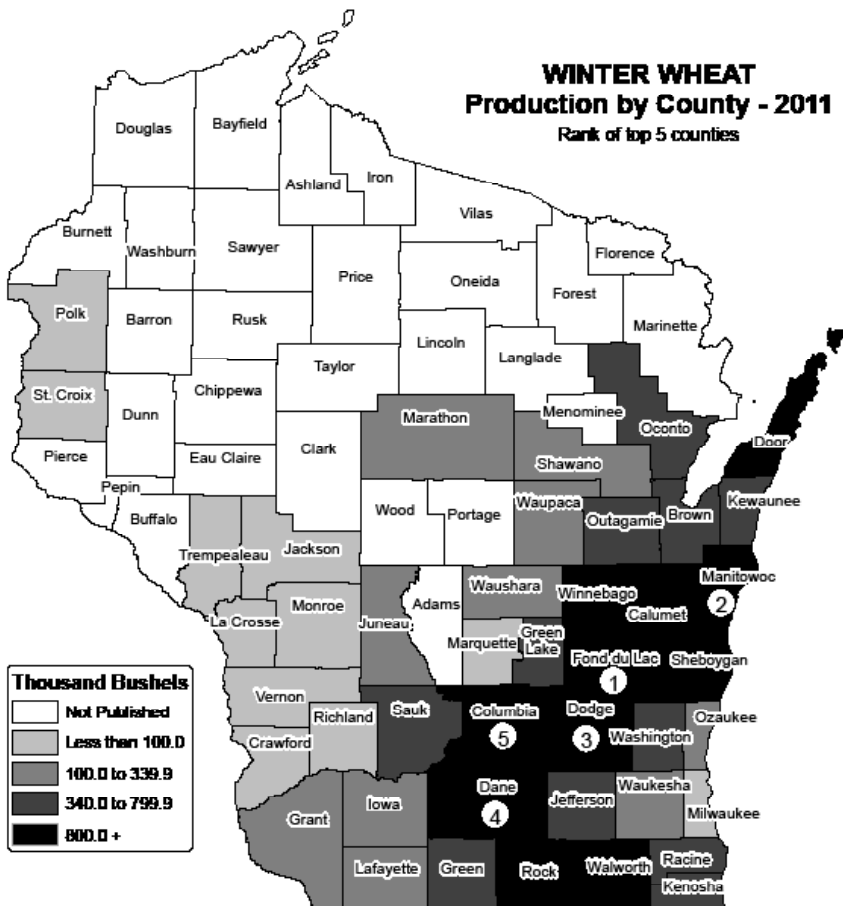 WINTER WHEAT
Production by County - 2011
Rank of top 5 counties
Douglas
Bayfield
Ashland
Iron
Vilas
Burnett
Washburn
Sawyer
Florence
Price
Oneida
Forest
Polk
Barron
Rusk
Marinette
Lincoln
Langlade
Taylor
St. Croix
Chippewa
Dunn
Marathon
Menominee
Oconto
Door
Clark
Pierce
Eau Claire
Shawano
Pepin
Buffalo
Wood
Portage
Waupaca
Outagamie
Brown
Kewaunee
Trempealeau
Jackson
Manitowoc
2
Waushara
Winnebago
Calumet
Adams
Monroe
La Crosse
Juneau
Marquette
Green
Lake
Fond du Lac
1
Sheboygan
Thousand Bushels
Not Published
Less than 100.0
100.0 to 339.9
340.0 to 799.9
800.0 +
Vernon
Richland
Sauk
Columbia
5
Dodge
3
Washington
Ozaukee
Crawford
Dane
4
Jefferson
Waukesha
Milwaukee
Grant
Iowa
Lafayette
Green
Rock
Walworth
Racine
Kenosha